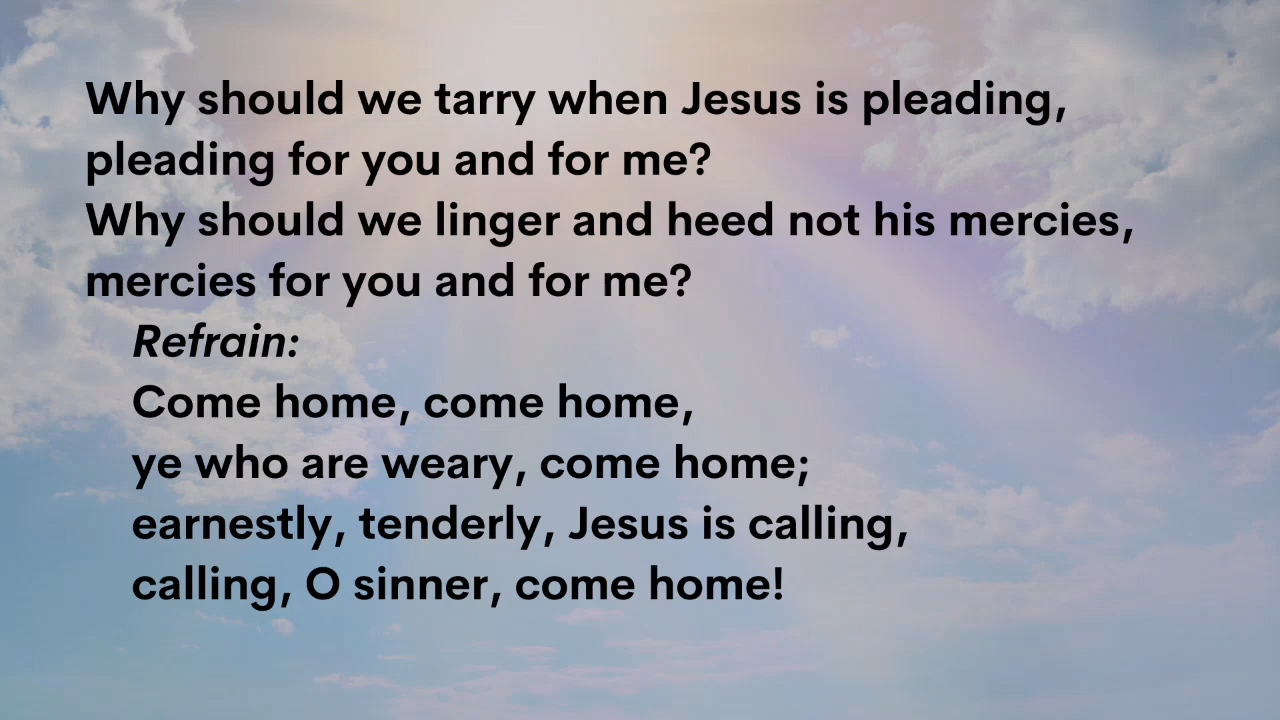 Why should we tarry when Jesus is pleading,
pleading for you and for me?
Why should we linger and heed not his mercies,
mercies for you and for me?
Refrain:
Come home, come home,
ye who are weary, come home;
earnestly, tenderly, Jesus is calling,
calling, O sinner, come home!